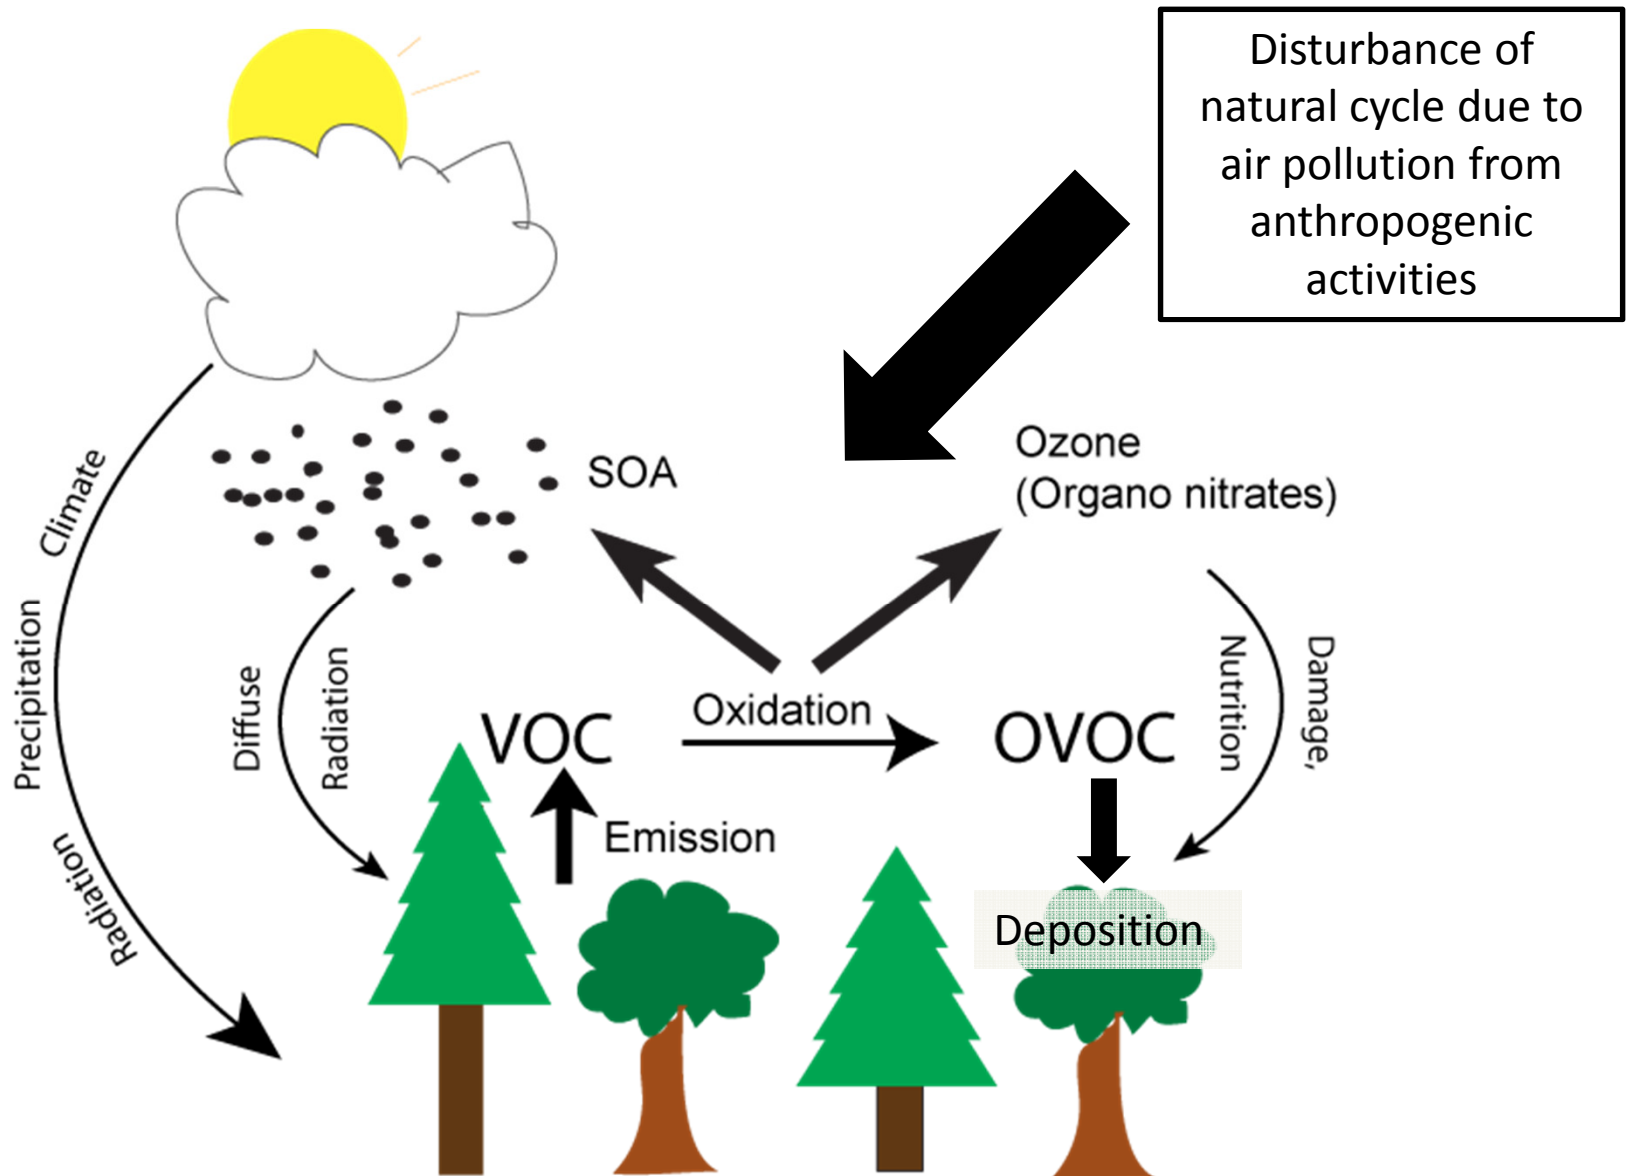 Disturbance of
natural cycle due to
air pollution from
anthropogenic
activities
Ozone
(Organo nitrates)
SOA
Climate
Precipitation
Radiation
Diffuse
Radiation
Nutrition
Damage,
VOC
Oxidation
OVOC
Emission
Deposition